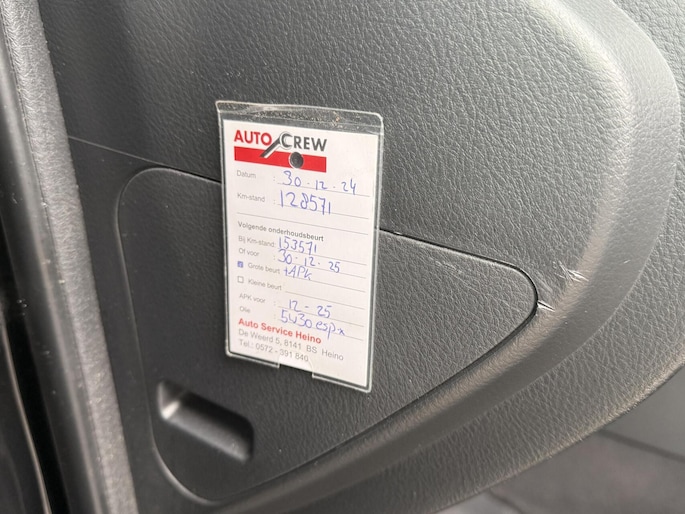 AUTO CREW
Datum : 30-12-24
Km-stand : 128571
Volgende onderhoudsbeurt
Bij Km-stand: 153571
Of voor : 30-12-25
Grote beurt +APK
Kleine beurt
APK voor : 12-25
Olie : 5W30 espx
Auto Service Heino
De Weerd 5, 8141 BS Heino
Tel.: 0572 - 391 846